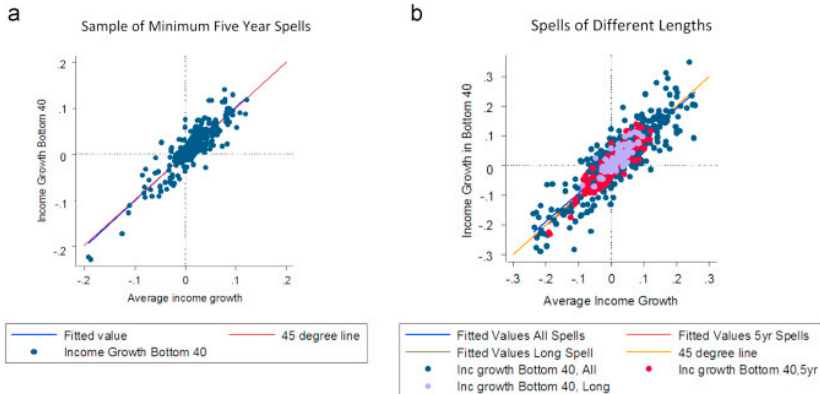 a
Sample of Minimum Five Year Spells
Income Growth Bottom 40
.2
.1
0
-.1
-.2
-.2
-.1
0
.1
.2
Average income growth
Fitted value
45 degree line
Income Growth Bottom 40
b
Spells of Different Lengths
Income Growth in Bottom 40
.3
.2
.1
0
-.1
-.2
-.3
-.3
-.2
-.1
0
.1
.2
.3
Average Income Growth
Fitted Values All Spells
Fitted Values 5yr Spells
Fitted Values Long Spell
45 degree line
Inc growth Bottom 40, All
Inc growth Bottom 40,5yr
Inc growth Bottom 40, Long